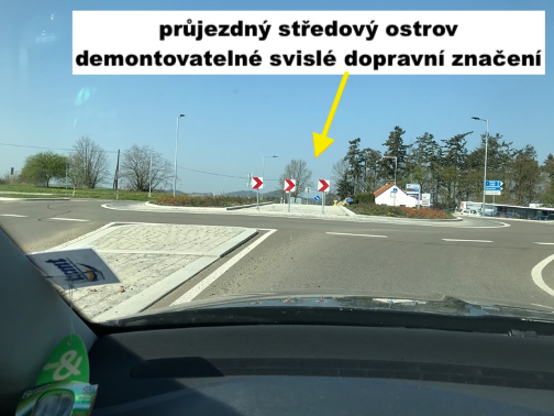 průjezdný středový ostrov
demontovatelné svislé dopravní značení